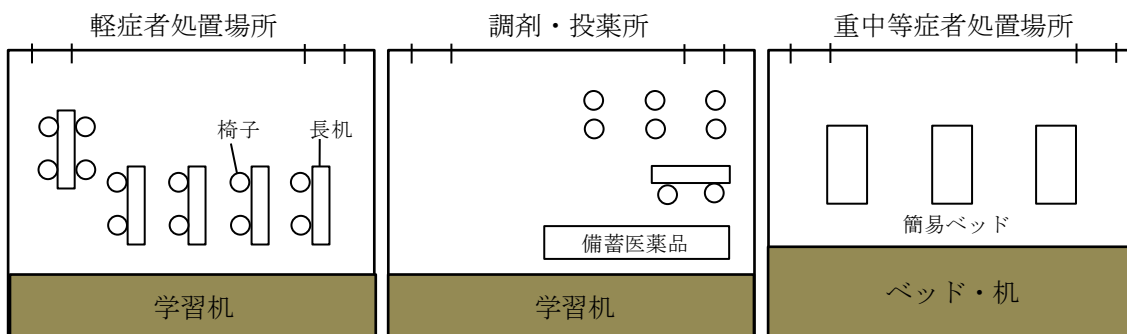 軽症者処置場所
調剤・投薬所
重中等症者処置場所
椅子
長机
簡易ベッド
備蓄医薬品
学習机
学習机
ベッド・机